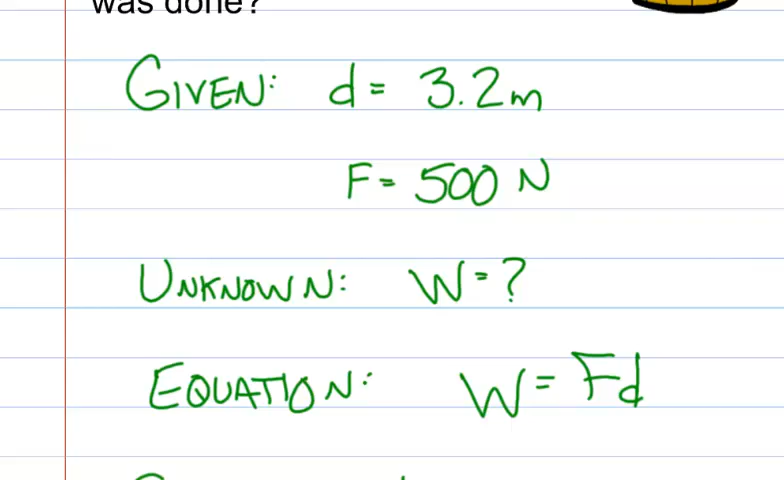 was done?
GIVEN: d = 3.2m
F = 500 N
UNKNOWN: W = ?
EQUATION: W = Fd